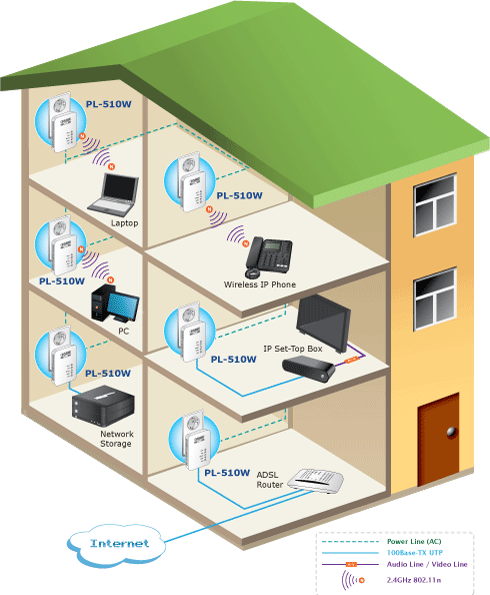 PL-510W
N
N
Laptop
PL-510W
N
N
Wireless IP Phone
PL-510W
N
N
PC
PL-510W
IP Set-Top Box
PL-510W
Network
Storage
PL-510W
ADSL
Router
Internet
Power Line (AC)
100Base-TX UTP
Audio Line / Video Line
2.4GHz 802.11n